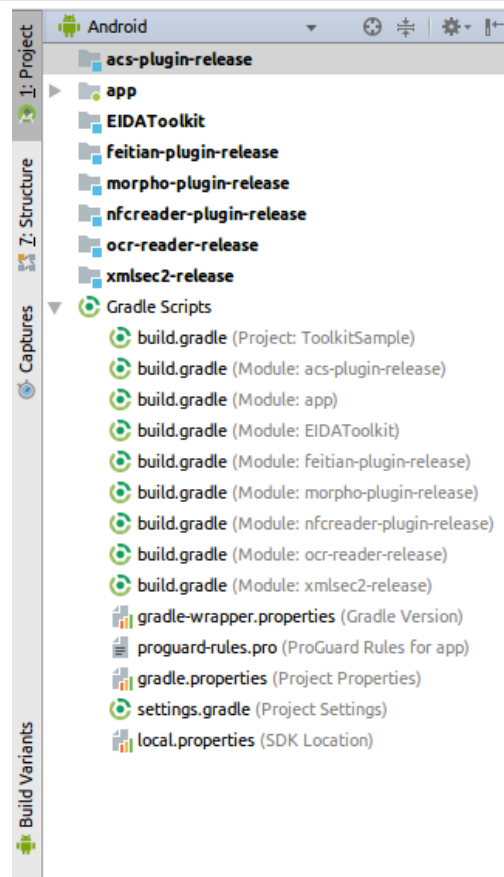 Android
1: Project
7: Structure
Captures
Build Variants
acs-plugin-release
app
EIDAToolkit
feitian-plugin-release
morpho-plugin-release
nfcreader-plugin-release
ocr-reader-release
xmlsec2-release
Gradle Scripts
build.gradle (Project: ToolkitSample)
build.gradle (Module: acs-plugin-release)
build.gradle (Module: app)
build.gradle (Module: EIDAToolkit)
build.gradle (Module: feitian-plugin-release)
build.gradle (Module: morpho-plugin-release)
build.gradle (Module: nfcreader-plugin-release)
build.gradle (Module: ocr-reader-release)
build.gradle (Module: xmlsec2-release)
gradle-wrapper.properties (Gradle Version)
proguard-rules.pro (ProGuard Rules for app)
gradle.properties (Project Properties)
settings.gradle (Project Settings)
local.properties (SDK Location)